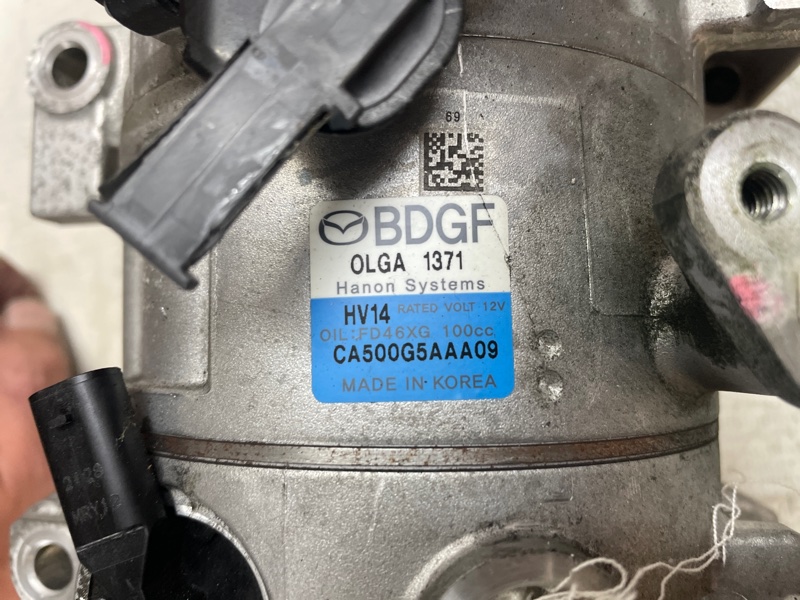 69
BDGF
OLGA 1371
Hanon Systems
HV14 RATED VOLT 12V
OIL:FD46XG 100cc
CA500G5AAA09
MADE IN KOREA